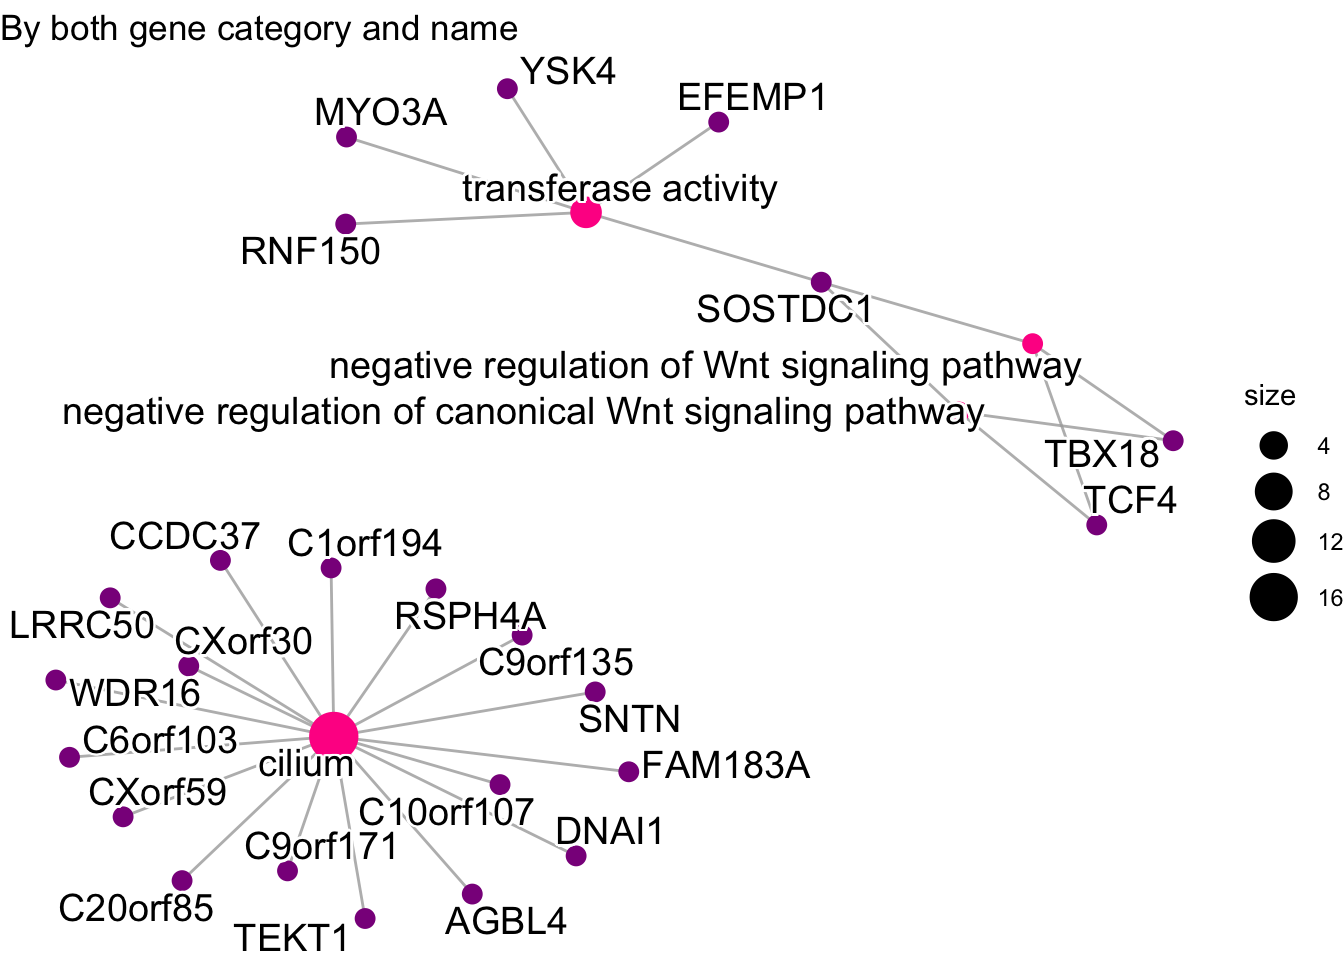 By both gene category and name
YSK4
EFEMP1
MYO3A
transferase activity
RNF150
SOSTDC1
negative regulation of Wnt signaling pathway
negative regulation of canonical Wnt signaling pathway
TBX18
TCF4
size
4
8
12
16
CCDC37
C1orf194
LRRC50
RSPH4A
CXorf30
C9orf135
WDR16
SNTN
C6orf103
cilium
FAM183A
CXorf59
C10orf107
C9orf171
DNAI1
C20orf85
TEKT1
AGBL4